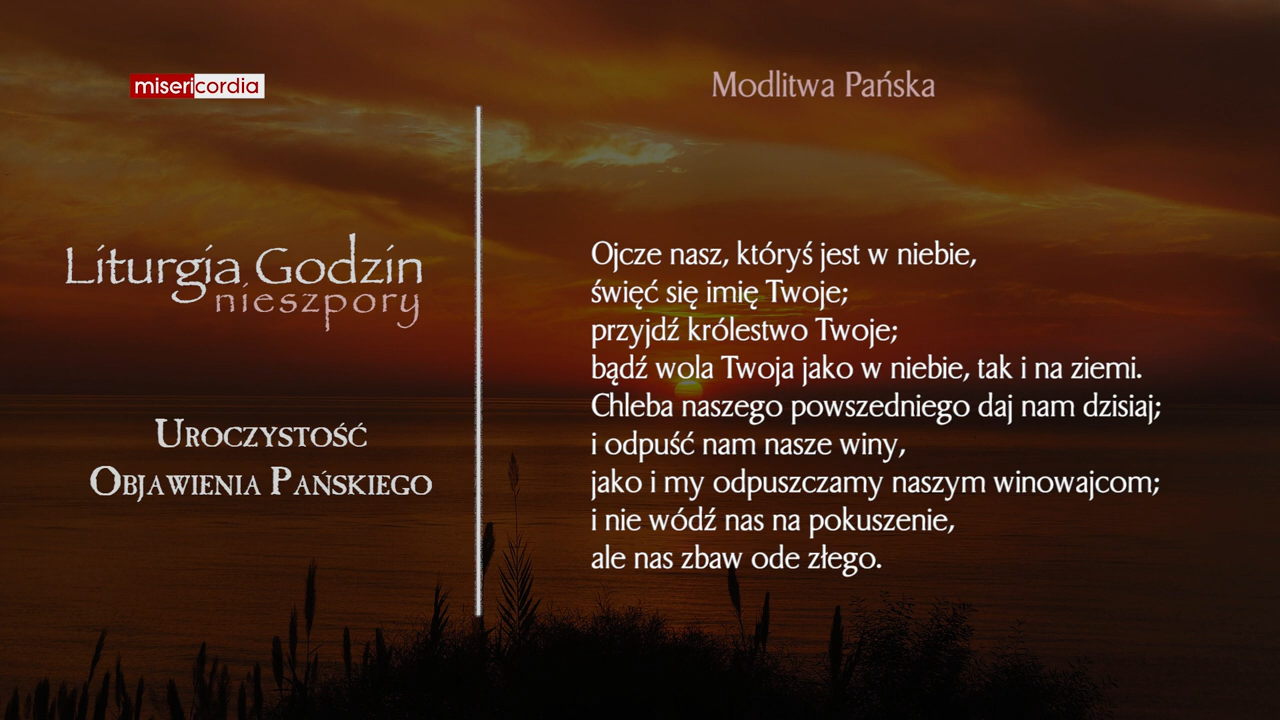 misericordia
Liturgia Godzin
nieszpory
Uroczystość
Objawienia Pańskiego
Modlitwa Pańska
Ojcze nasz, któryś jest w niebie,
święć się imię Twoje;
przyjdź królestwo Twoje;
bądź wola Twoja jako w niebie, tak i na ziemi.
Chleba naszego powszedniego daj nam dzisiaj;
i odpuść nam nasze winy,
jako i my odpuszczamy naszym winowajcom;
i nie wódź nas na pokuszenie,
ale nas zbaw ode złego.